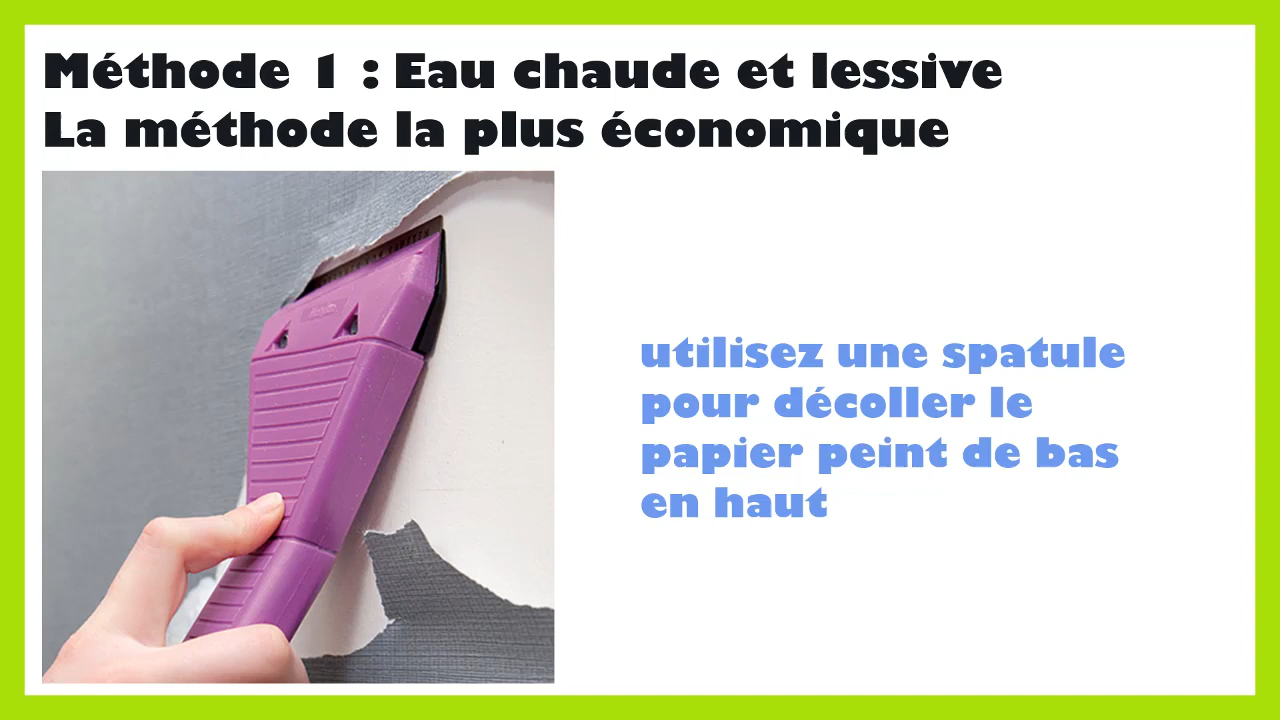 Méthode 1 : Eau chaude et lessive
La méthode la plus économique
utilisez une spatule
pour décoller le
papier peint de bas
en haut